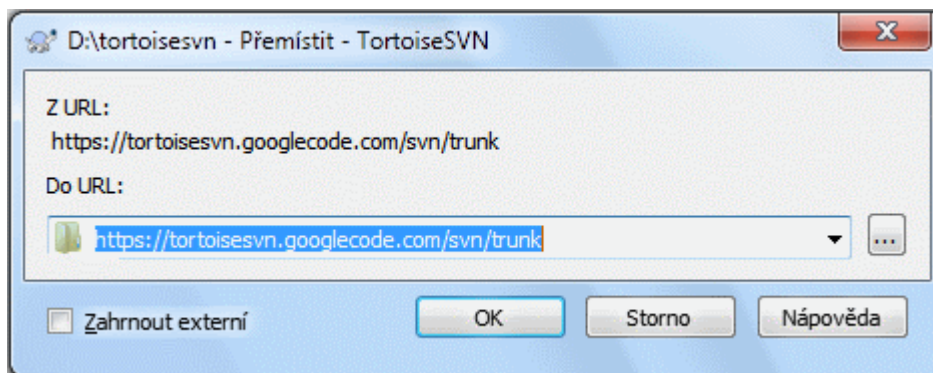 D:\tortoisesvn - Přemístit - TortoiseSVN
Z URL:
https://tortoisesvn.googlecode.com/svn/trunk
Do URL:
https://tortoisesvn.googlecode.com/svn/trunk
...
Zahrnout externí
OK
Storno
Nápověda